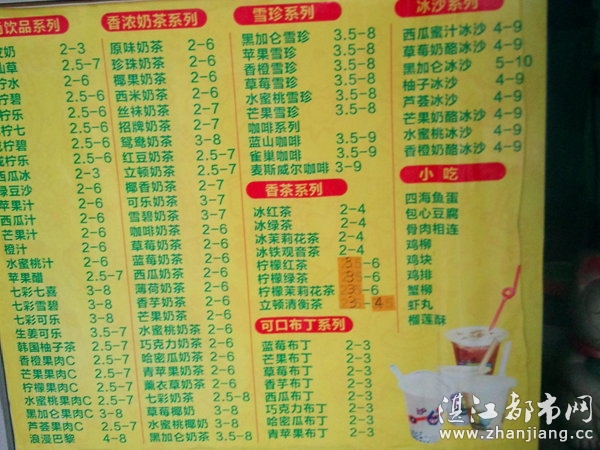 尚饮品系列
奶 2-3
仙草 2.5-7
柠水 2-6
柠碧 2.5-6
柠乐 2.5-6
柠七 2.5-6
咸柠碧 2.5-6
咸柠乐 2.5-6
西瓜冰 2-6
绿豆沙 2-6
苹果汁 2-6
西瓜汁 2-6
芒果汁 2-6
橙汁 2-6
水蜜桃汁 2-6
苹果醋 2.5-7
七彩七喜 3-8
七彩雪碧 3-8
七彩可乐 3-8
生姜可乐 3.5-7
韩国柚子茶 2.5-7
香橙果肉C 2.5-7
芒果果肉C 2.5-7
柠檬果肉C 2.5-7
水蜜桃果肉C 2.5-7
黑加仑果肉C 3-8
芦荟果肉C 2.5-7
浪漫巴黎 4-8
香浓奶茶系列
原味奶茶 2-6
珍珠奶茶 2-6
椰果奶茶 2-6
西米奶茶 2-6
丝袜奶茶 2-7
招牌奶茶 2-7
鸳鸯奶茶 3-8
红豆奶茶 2.5-7
立顿奶茶 2.5-7
椰香奶茶 2-7
可乐奶茶 3-7
雪碧奶茶 3-7
咖啡奶茶 2-6
草莓奶茶 2-6
蓝莓奶茶 2-6
西瓜奶茶 2-6
薄荷奶茶 2-6
香芋奶茶 2-6
芒果奶茶 2-6
水蜜桃奶茶 2-6
巧克力奶茶 2-6
哈密瓜奶茶 2-6
青苹果奶茶 2-6
薰衣草奶茶 2-6
七彩奶茶 2.5-7
草莓椰奶 3-8
水蜜桃椰奶 3-8
黑加仑奶茶 3.5-8
雪珍系列
黑加仑雪珍 3.5-8
苹果雪珍 3.5-8
香橙雪珍 3.5-8
草莓雪珍 3.5-8
水蜜桃雪珍 3.5-8
芒果雪珍 3.5-8
咖啡系列
蓝山咖啡 3.5-9
雀巢咖啡 3.5-9
麦斯威尔咖啡 3-9
香茶系列
冰红茶 2-4
冰绿茶 2-4
冰茉莉花茶 2-4
冰铁观音茶 2-4
柠檬红茶 -6
柠檬绿茶 -6
柠檬茉莉花茶 -6
立顿清衡茶
可口布丁系列
蓝莓布丁 2-3
芒果布丁 2-3
草莓布丁 2-3
香芋布丁 2-3
西瓜布丁 2-3
巧克力布丁 2-3
哈密瓜布丁 2-3
青苹果布丁 2-3
冰沙系列
西瓜蜜汁冰沙 4-9
草莓奶酪冰沙 4-9
黑加仑冰沙 5-10
柚子冰沙 4-9
芦荟冰沙 4-9
芒果奶酪冰沙 4-9
水蜜桃冰沙 4-9
香橙奶酪冰沙 4-9
小吃
四海鱼蛋
包心豆腐
骨肉相连
鸡柳
鸡块
鸡排
蟹柳
虾丸
榴莲酥
湛江都市网
www.zhanjiang.cc